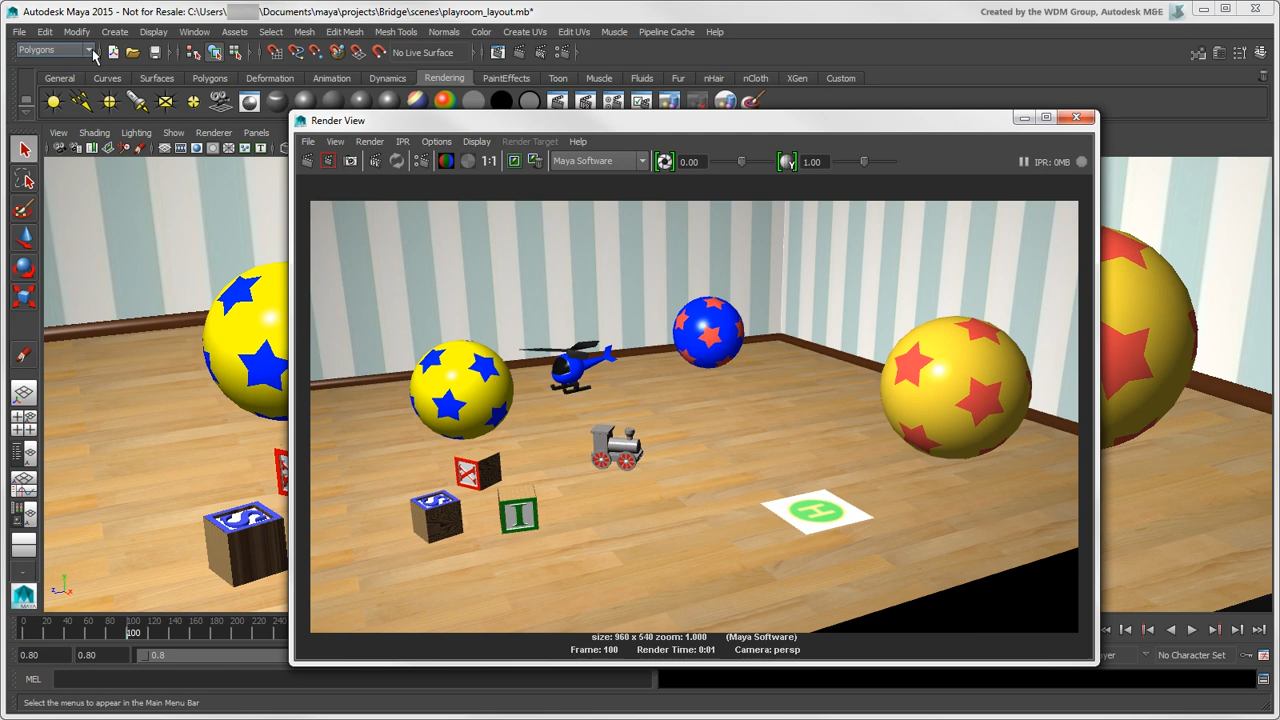 Autodesk Maya 2015 - Not for Resale: C:\Users\ \Documents\maya\projects\Bridge\scenes\playroom_layout.mb*
Created by the WDM Group, Autodesk M&E
File Edit Modify Create Display Window Assets Select Mesh Edit Mesh Mesh Tools Normals Color Create UVs Edit UVs Muscle Pipeline Cache Help
Polygons
No Live Surface
General Curves Surfaces Polygons Deformation Animation Dynamics Rendering PaintEffects Toon Muscle Fluids Fur nHair nCloth XGen Custom
View Shading Lighting Show Renderer Panels
Render View
File View Render IPR Options Display Render Target Help
1:1 Maya Software 0.00 1.00 IPR: 0MB
S
I
H
S
size: 960 x 540 zoom: 1.000 (Maya Software)
Frame: 100 Render Time: 0:01 Camera: persp
MAYA
0 20 40 60 80 100 120 140 160 180 200 220 240
100
0.80 0.80 0.8
No Character Set
MEL
Select the menus to appear in the Main Menu Bar